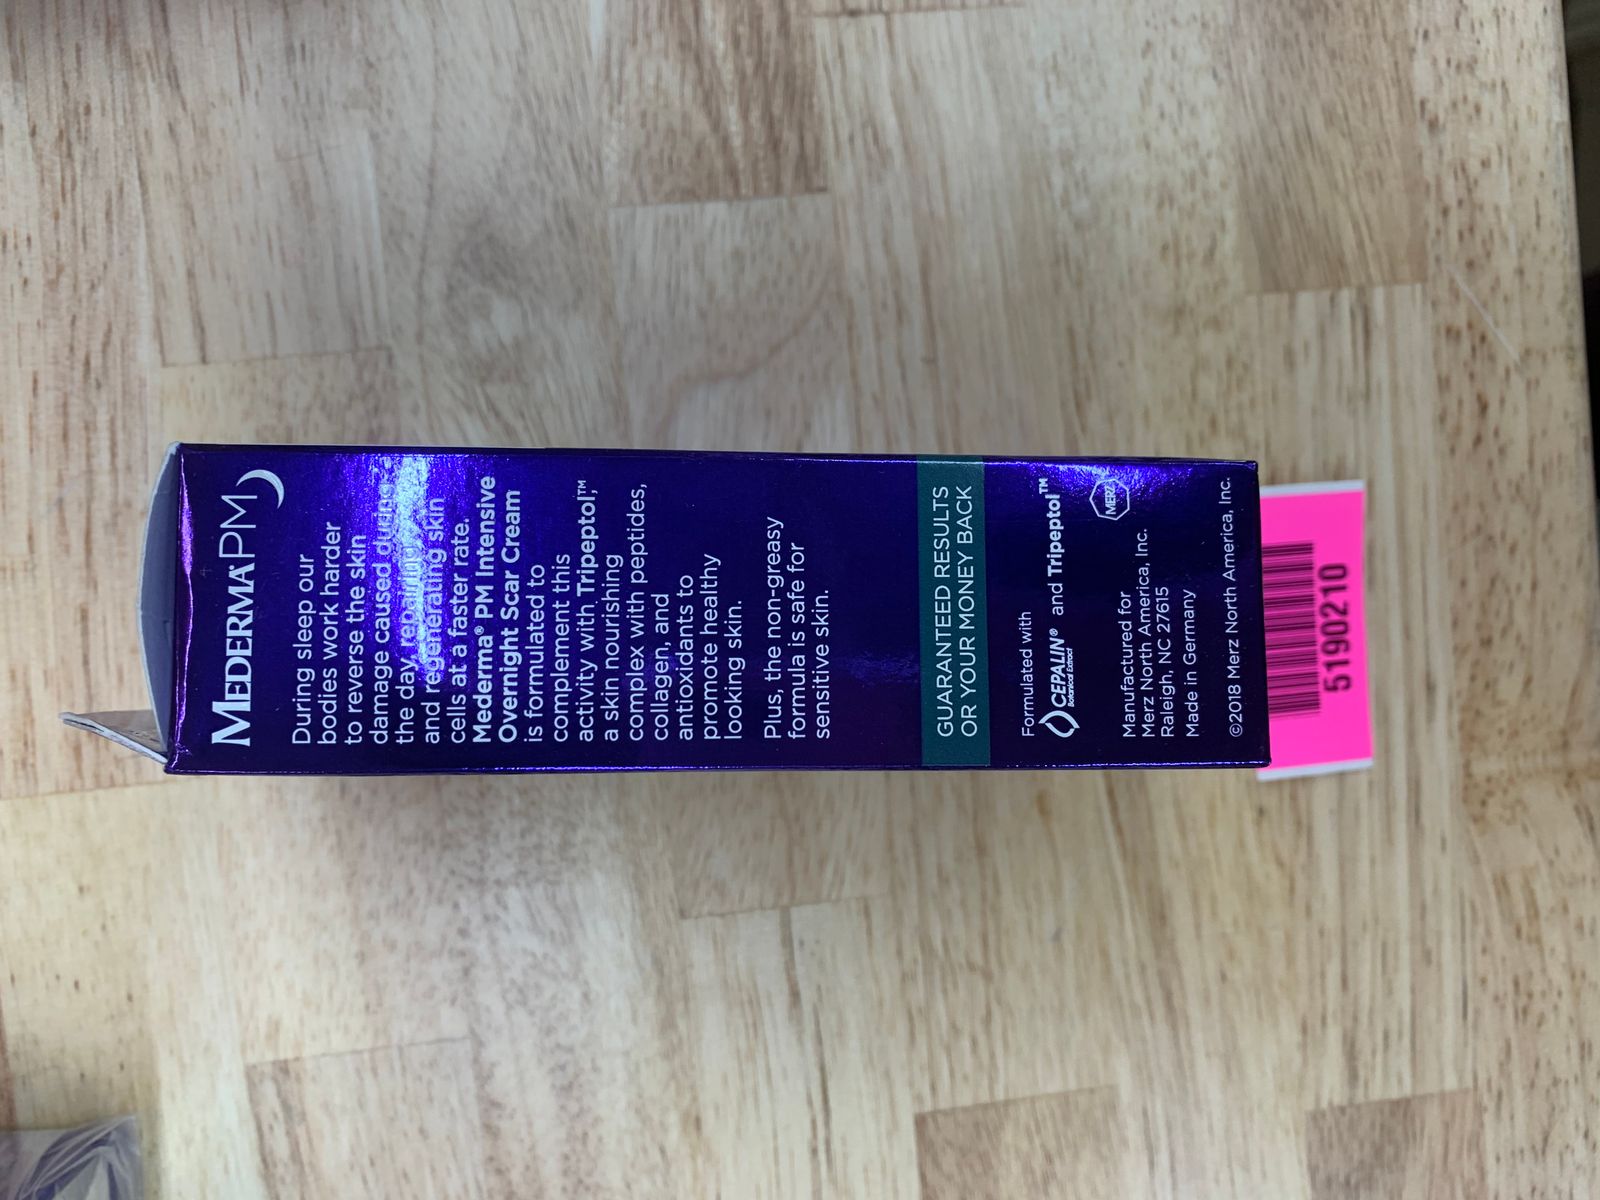 MEDERMA® PM
During sleep our
bodies work harder
to reverse the skin
damage caused during
the day, repairing
and regenerating skin
cells at a faster rate.
Mederma® PM Intensive
Overnight Scar Cream
is formulated to
complement this
activity with Tripeptol™,
a skin nourishing
complex with peptides,
collagen, and
antioxidants to
promote healthy
looking skin.
Plus, the non-greasy
formula is safe for
sensitive skin.
GUARANTEED RESULTS
OR YOUR MONEY BACK
Formulated with
CEPALIN® and Tripeptol™
Botanical Extract
MERZ
Manufactured for
Merz North America, Inc.
Raleigh, NC 27615
Made in Germany
©2018 Merz North America, Inc.
5190210